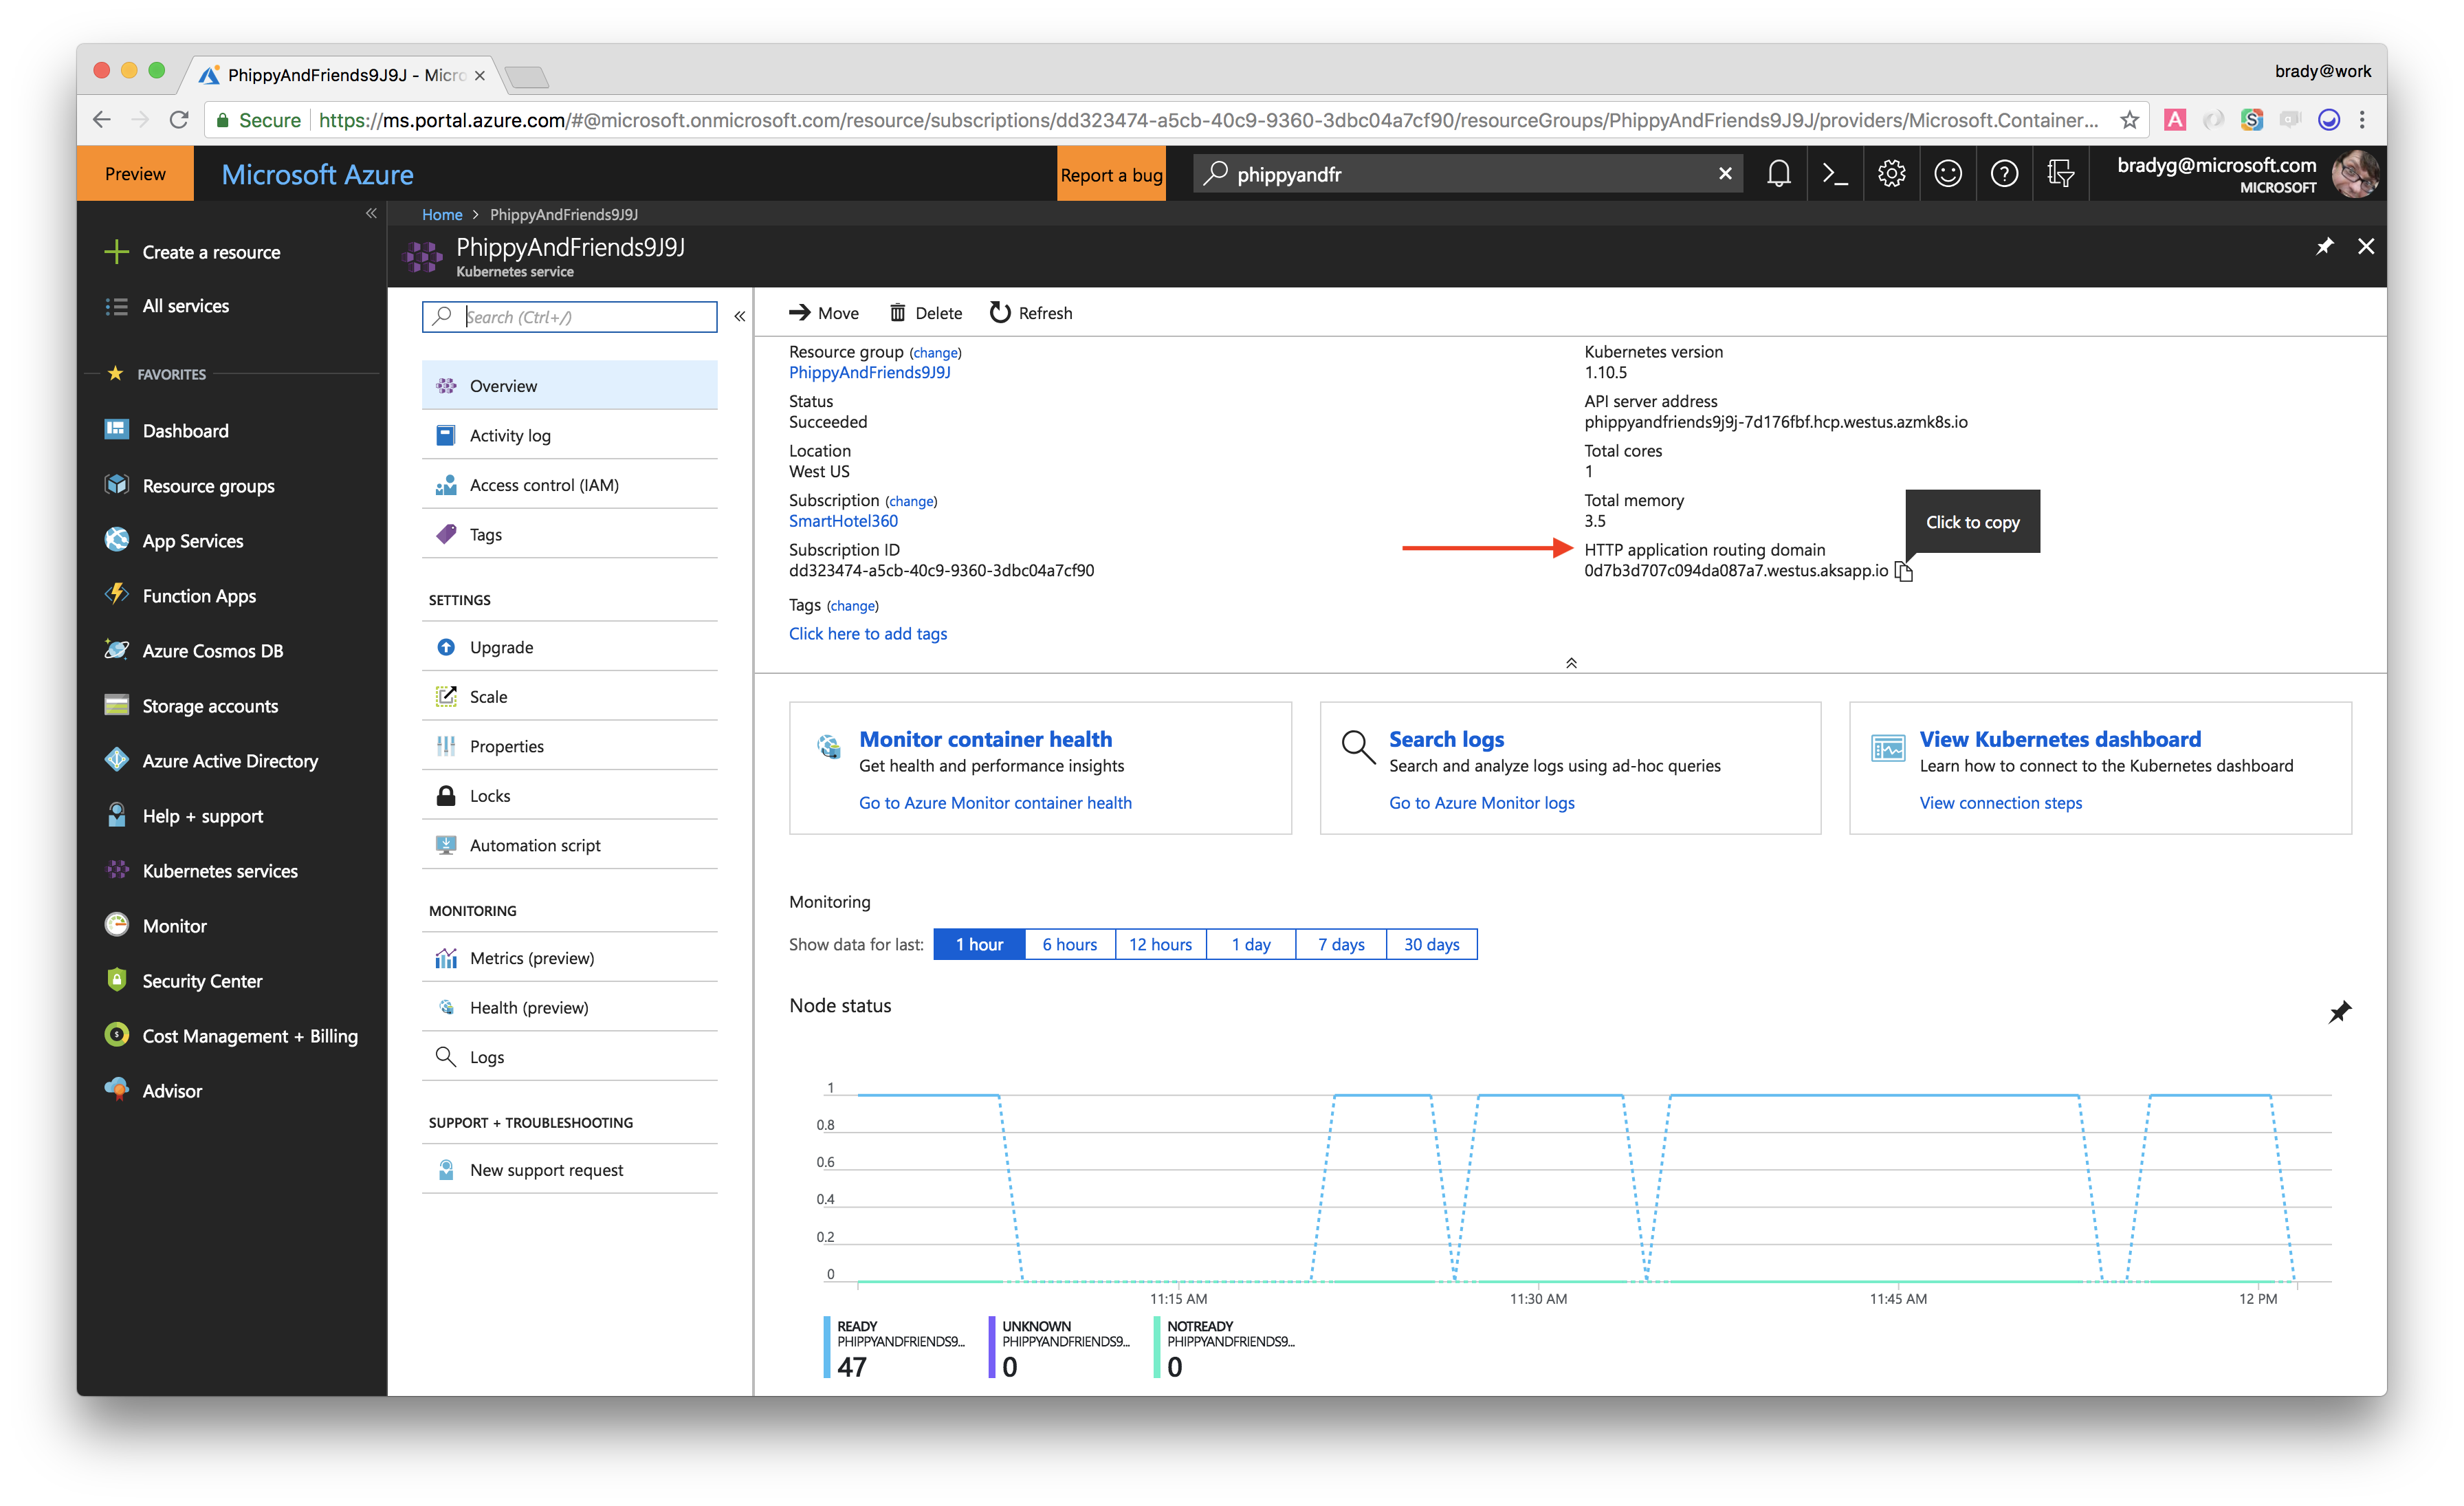 PhippyAndFriends9J9J - Micro
brady@work
Secure
https://ms.portal.azure.com/#@microsoft.onmicrosoft.com/resource/subscriptions/dd323474-a5cb-40c9-9360-3dbc04a7cf90/resourceGroups/PhippyAndFriends9J9J/providers/Microsoft.Container...
Preview
Microsoft Azure
Report a bug
phippyandfr
bradyg@microsoft.com
MICROSOFT
Create a resource
All services
FAVORITES
Dashboard
Resource groups
App Services
Function Apps
Azure Cosmos DB
Storage accounts
Azure Active Directory
Help + support
Kubernetes services
Monitor
Security Center
Cost Management + Billing
Advisor
Home > PhippyAndFriends9J9J
PhippyAndFriends9J9J
Kubernetes service
Search (Ctrl+/)
Overview
Activity log
Access control (IAM)
Tags
SETTINGS
Upgrade
Scale
Properties
Locks
Automation script
MONITORING
Metrics (preview)
Health (preview)
Logs
SUPPORT + TROUBLESHOOTING
New support request
Move
Delete
Refresh
Resource group (change)
PhippyAndFriends9J9J
Status
Succeeded
Location
West US
Subscription (change)
SmartHotel360
Subscription ID
dd323474-a5cb-40c9-9360-3dbc04a7cf90
Tags (change)
Click here to add tags
Kubernetes version
1.10.5
API server address
phippyandfriends9j9j-7d176fbf.hcp.westus.azmk8s.io
Total cores
1
Total memory
3.5
HTTP application routing domain
0d7b3d707c094da087a7.westus.aksapp.io
Click to copy
Monitor container health
Get health and performance insights
Go to Azure Monitor container health
Search logs
Search and analyze logs using ad-hoc queries
Go to Azure Monitor logs
View Kubernetes dashboard
Learn how to connect to the Kubernetes dashboard
View connection steps
Monitoring
Show data for last:
1 hour
6 hours
12 hours
1 day
7 days
30 days
Node status
1
0.8
0.6
0.4
0.2
0
11:15 AM
11:30 AM
11:45 AM
12 PM
READY
PHIPPYANDFRIENDS9...
47
UNKNOWN
PHIPPYANDFRIENDS9...
0
NOTREADY
PHIPPYANDFRIENDS9...
0